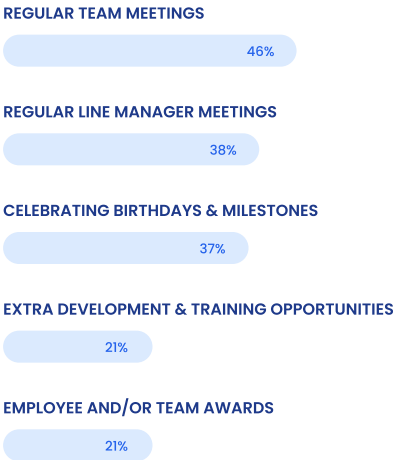 REGULAR TEAM MEETINGS
46%
REGULAR LINE MANAGER MEETINGS
38%
CELEBRATING BIRTHDAYS & MILESTONES
37%
EXTRA DEVELOPMENT & TRAINING OPPORTUNITIES
21%
EMPLOYEE AND/OR TEAM AWARDS
21%